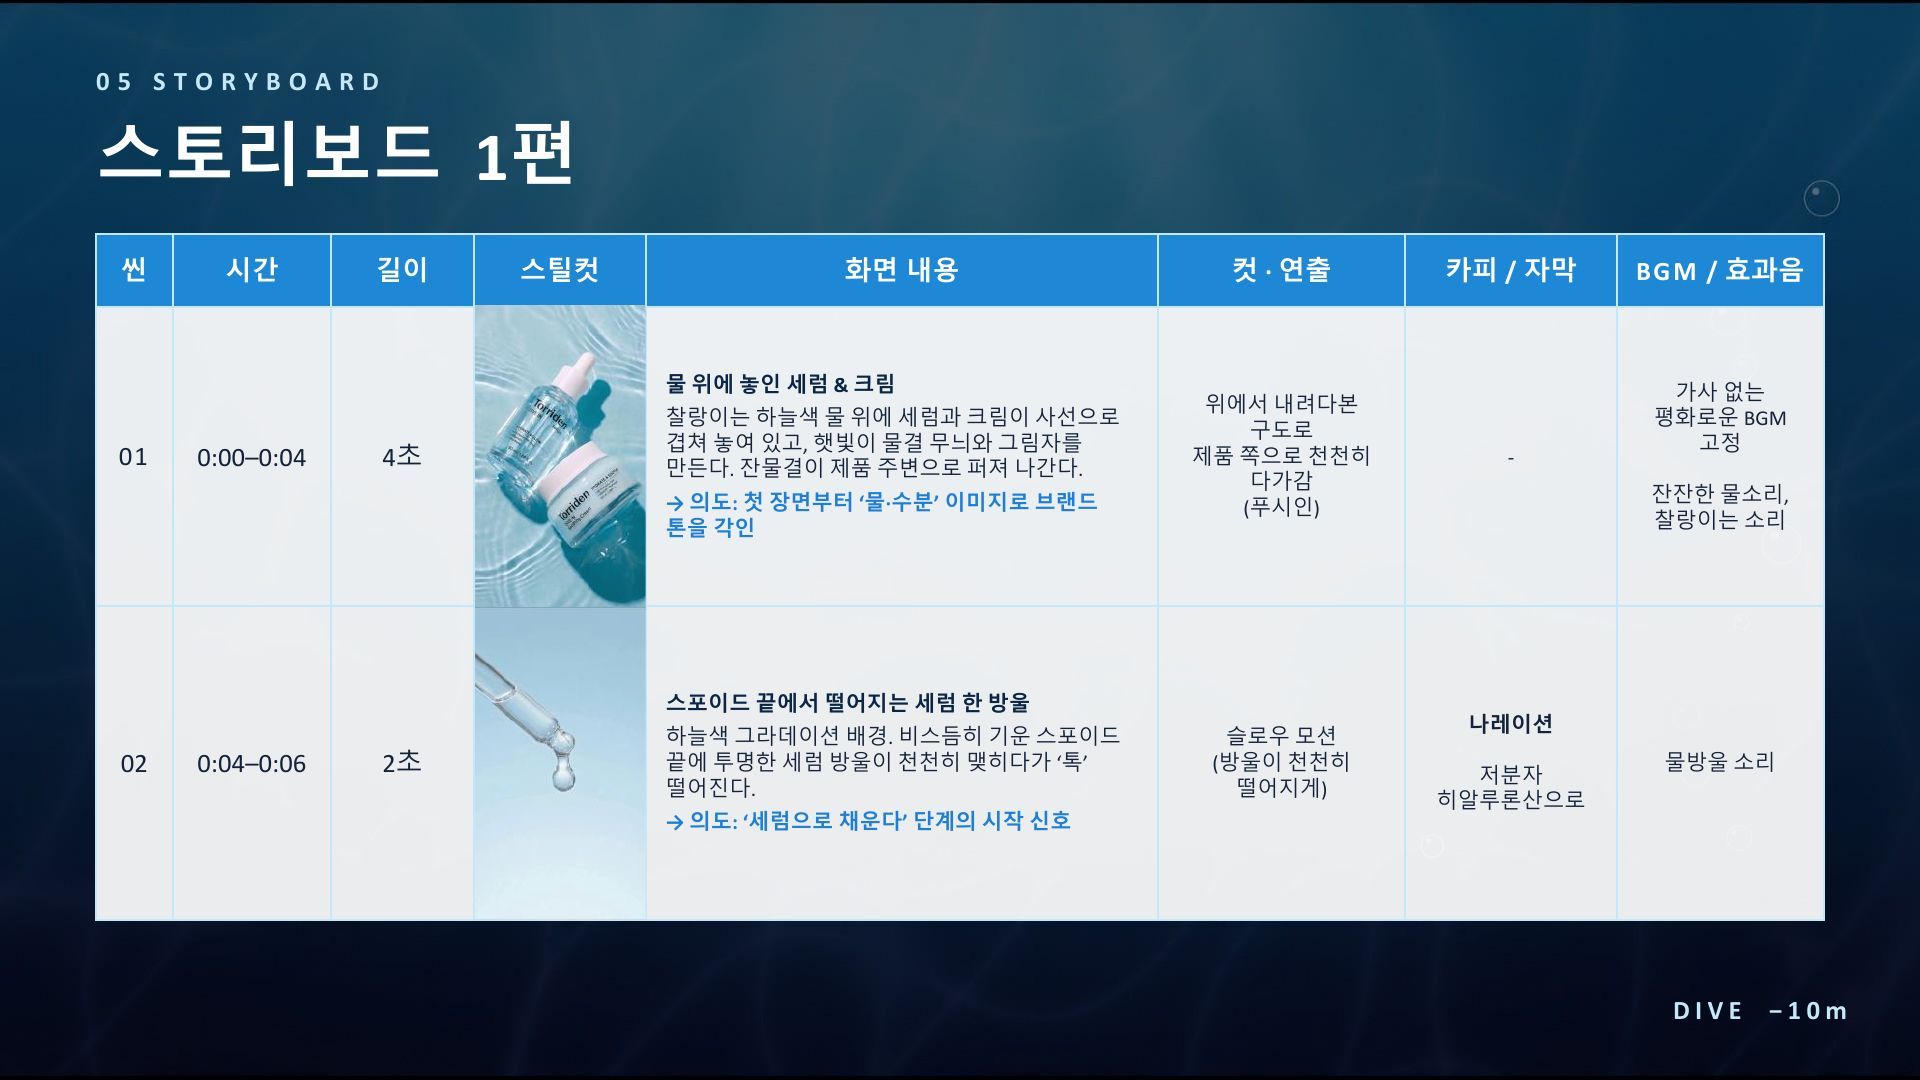 05 STORYBOARD
스토리보드 1편
씬
시간
길이
스틸컷
화면 내용
컷 · 연출
카피 / 자막
BGM / 효과음
01
0:00–0:04
4초
Torriden
Torriden
물 위에 놓인 세럼 & 크림
찰랑이는 하늘색 물 위에 세럼과 크림이 사선으로
겹쳐 놓여 있고, 햇빛이 물결 무늬와 그림자를
만든다. 잔물결이 제품 주변으로 퍼져 나간다.
→ 의도: 첫 장면부터 ‘물·수분’ 이미지로 브랜드
톤을 각인
위에서 내려다본
구도로
제품 쪽으로 천천히
다가감
(푸시인)
-
가사 없는
평화로운 BGM
고정
잔잔한 물소리,
찰랑이는 소리
02
0:04–0:06
2초
스포이드 끝에서 떨어지는 세럼 한 방울
하늘색 그라데이션 배경. 비스듬히 기운 스포이드
끝에 투명한 세럼 방울이 천천히 맺히다가 ‘톡’
떨어진다.
→ 의도: ‘세럼으로 채운다’ 단계의 시작 신호
슬로우 모션
(방울이 천천히
떨어지게)
나레이션
저분자
히알루론산으로
물방울 소리
DIVE –10m